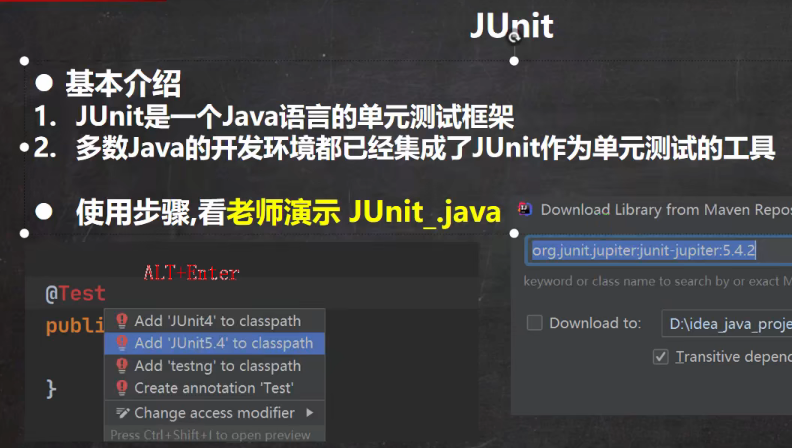 JUnit
● 基本介绍
1. JUnit是一个Java语言的单元测试框架
2. 多数Java的开发环境都已经集成了JUnit作为单元测试的工具
● 使用步骤,看老师演示 JUnit_.java
ALT+Enter
@Test
publi
Add 'JUnit4' to classpath
Add 'JUnit5.4' to classpath
Add 'testng' to classpath
Create annotation 'Test'
}
Change access modifier
Press Ctrl+Shift+I to open preview
Download Library from Maven Repos
org.junit.jupiter:junit-jupiter:5.4.2
keyword or class name to search by or exact M
Download to: D:\idea_java_proje
Transitive depend